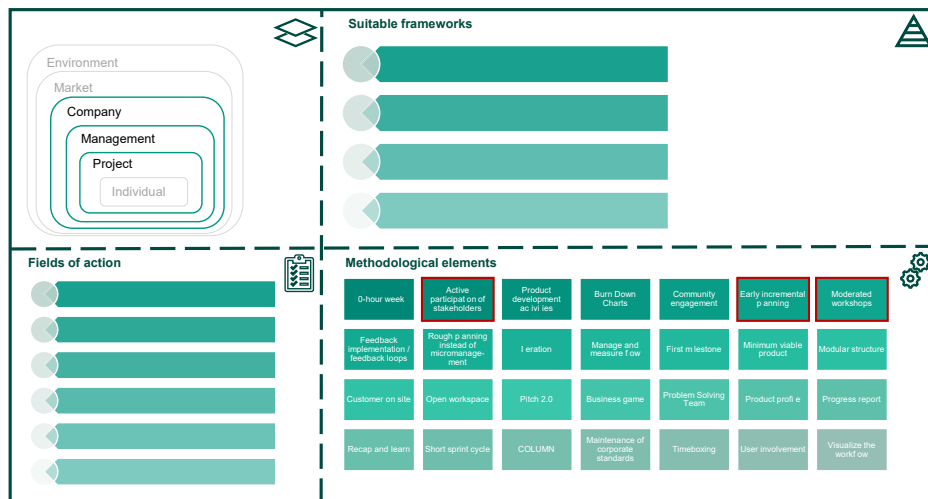 Environment
Market
Company
Management
Project
Individual
Suitable frameworks
Fields of action
Methodological elements
0-hour week
Active
participat on of
stakeholders
Product
development
ac ivi ies
Burn Down
Charts
Community
engagement
Early incremental
p anning
Moderated
workshops
Feedback
implementation /
feedback loops
Rough p anning
instead of
micromanage-
ment
I eration
Manage and
measure f ow
First m lestone
Minimum viable
product
Modular structure
Customer on site
Open workspace
Pitch 2.0
Business game
Problem Solving
Team
Product profi e
Progress report
Recap and learn
Short sprint cycle
COLUMN
Maintenance of
corporate
standards
Timeboxing
User involvement
Visualize the
workf ow